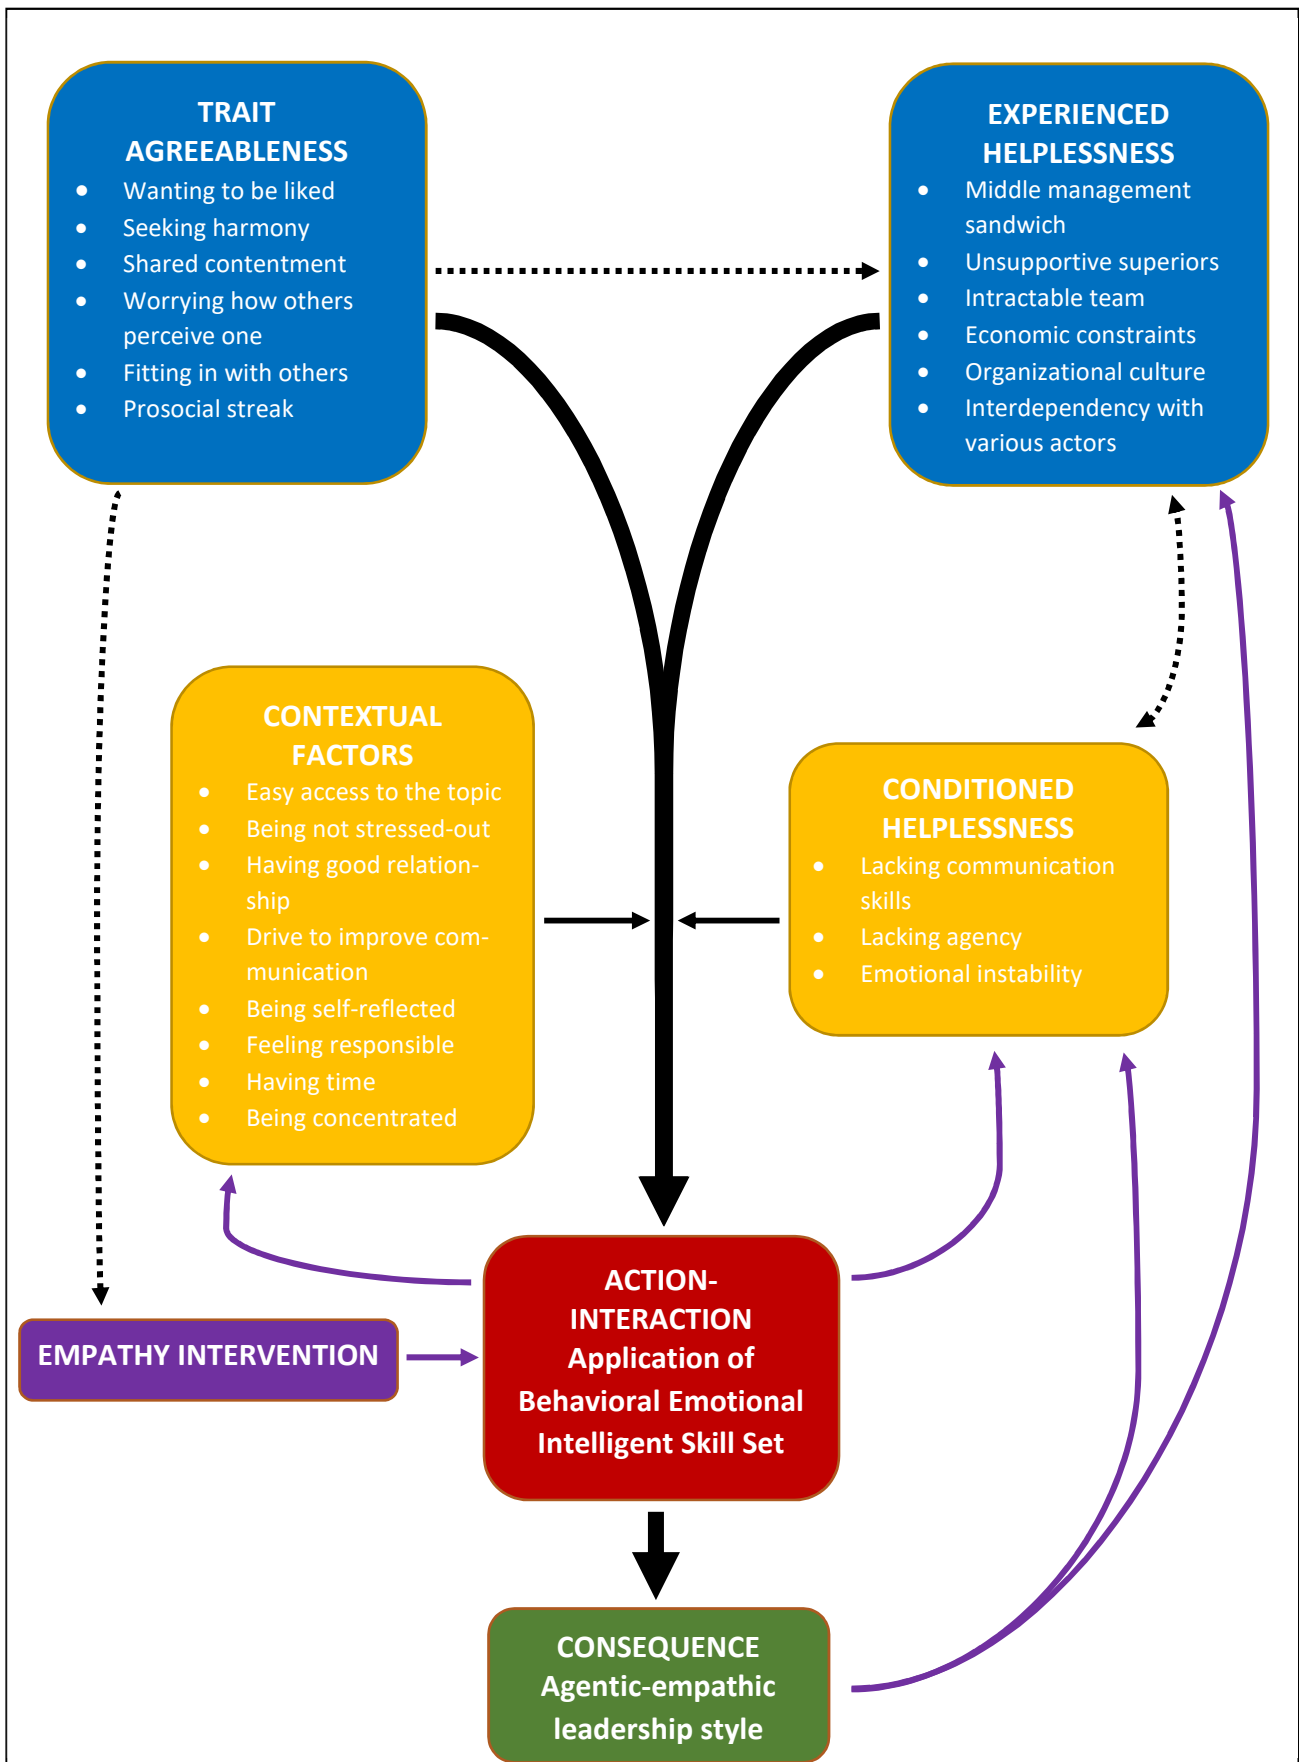 TRAIT
AGREEABLENESS
Wanting to be liked
Seeking harmony
Shared contentment
Worrying how others
perceive one
Fitting in with others
Prosocial streak
EXPERIENCED
HELPLESSNESS
Middle management
sandwich
Unsupportive superiors
Intractable team
Economic constraints
Organizational culture
Interdependency with
various actors
CONTEXTUAL
FACTORS
Easy access to the topic
Being not stressed-out
Having good relation-
ship
Drive to improve com-
munication
Being self-reflected
Feeling responsible
Having time
Being concentrated
CONDITIONED
HELPLESSNESS
Lacking communication
skills
Lacking agency
Emotional instability
EMPATHY INTERVENTION
ACTION-
INTERACTION
Application of
Behavioral Emotional
Intelligent Skill Set
CONSEQUENCE
Agentic-empathic
leadership style